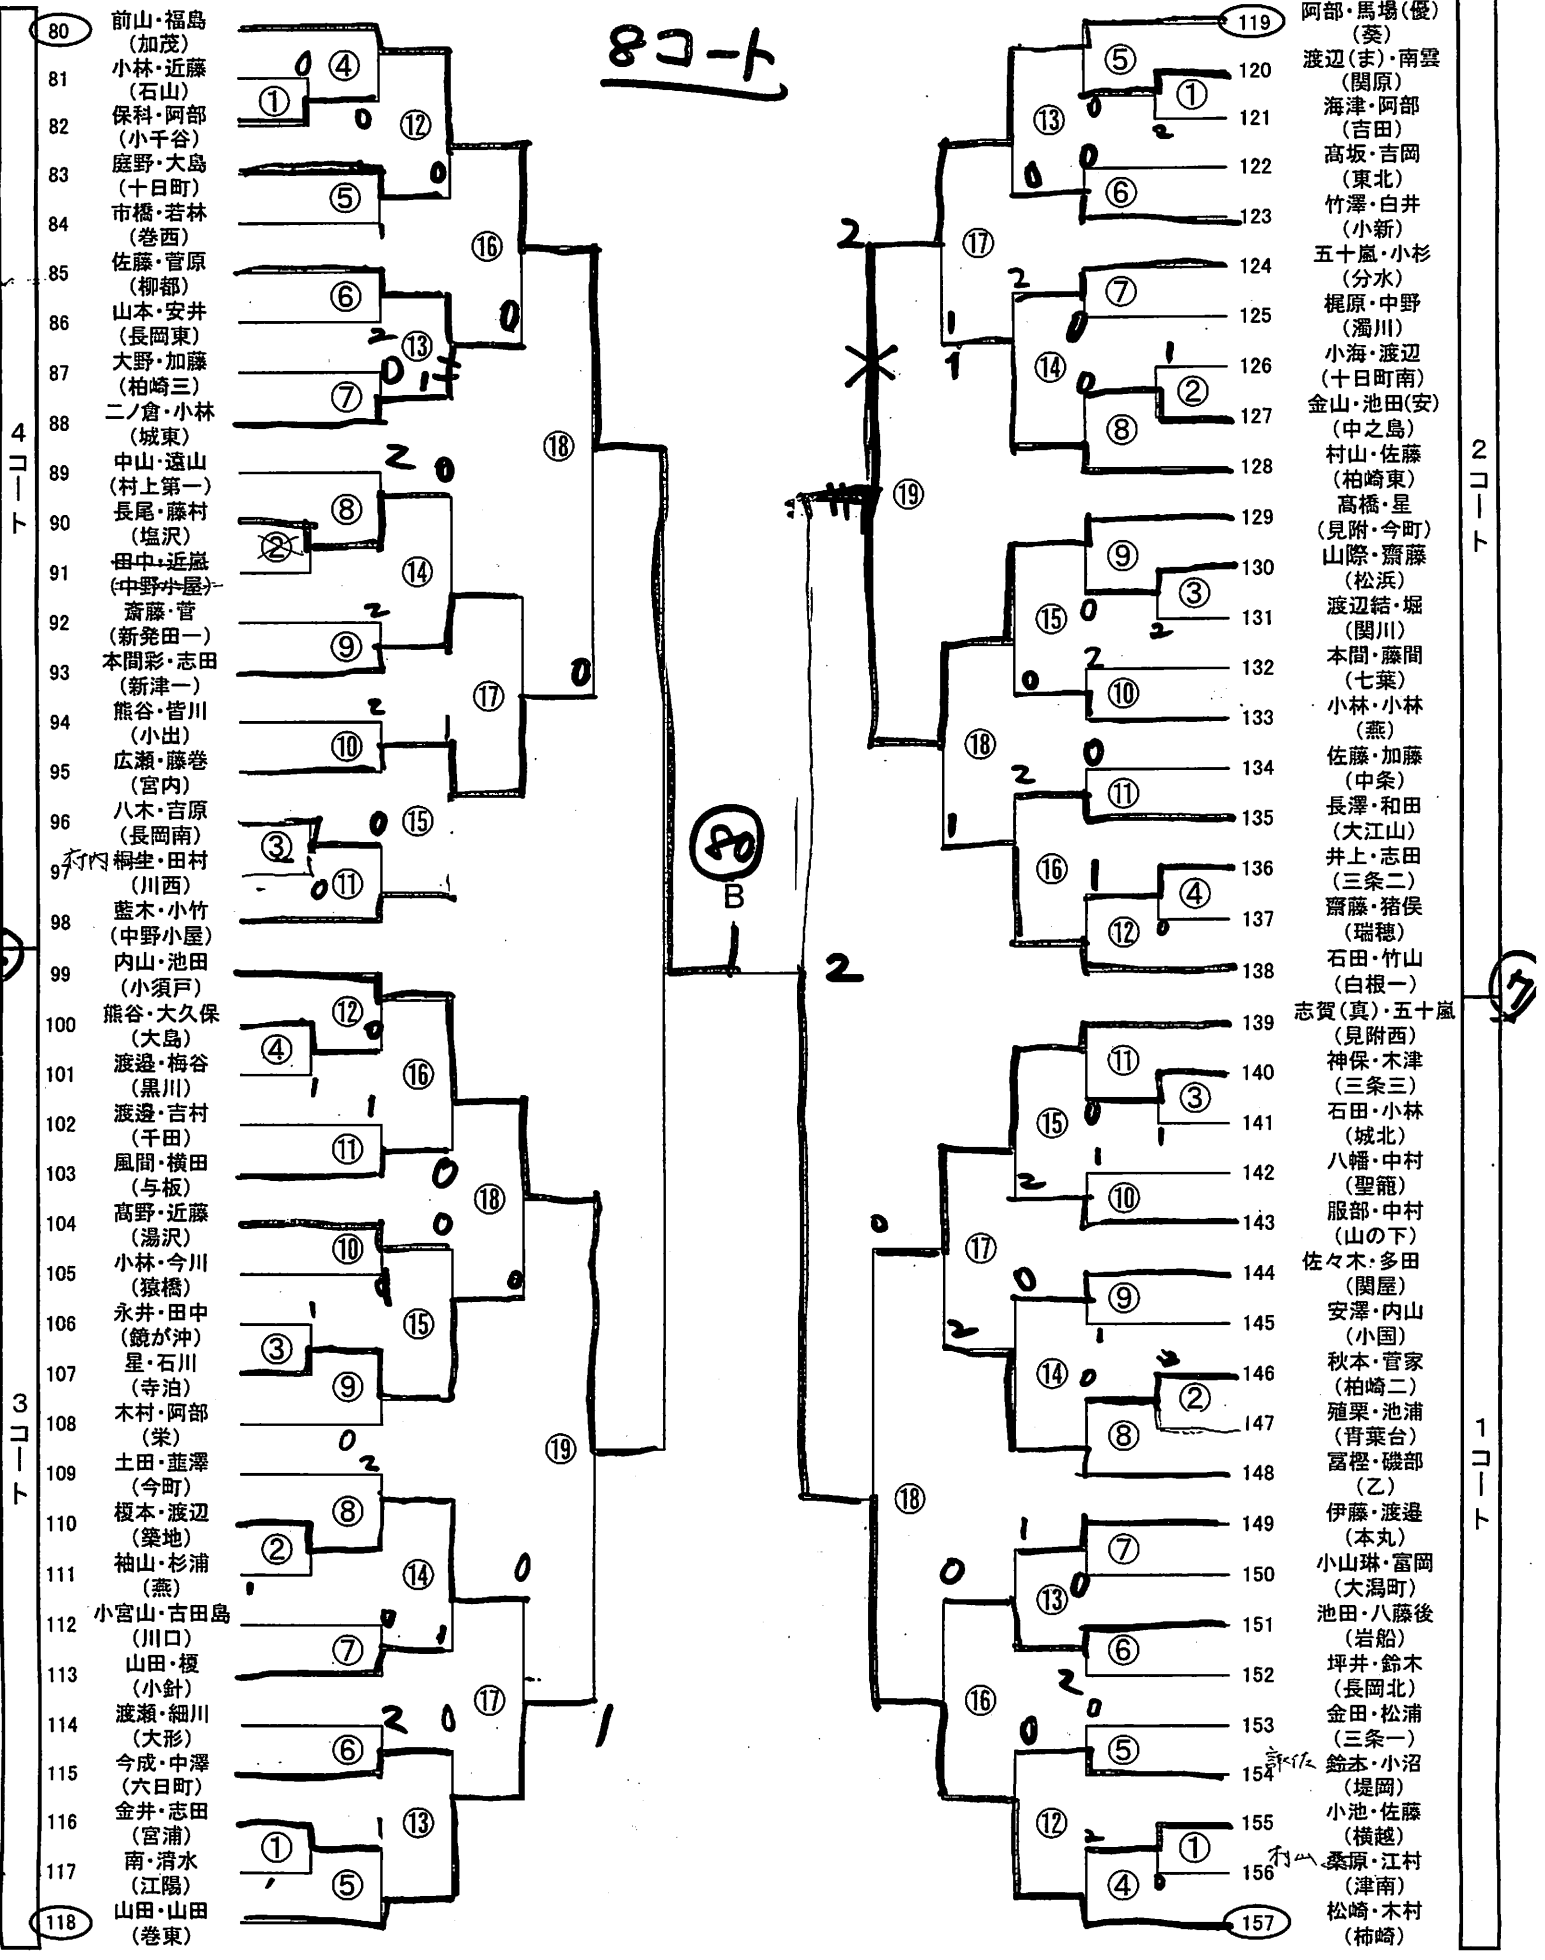 8コート
4コート
3コート
80 前山・福島
(加茂)
81 小林・近藤
(石山)
82 保科・阿部
(小千谷)
83 庭野・大島
(十日町)
84 市橋・若林
(巻西)
85 佐藤・菅原
(柳都)
86 山本・安井
(長岡東)
87 大野・加藤
(柏崎三)
88 二ノ倉・小林
(城東)
89 中山・遠山
(村上第一)
90 長尾・藤村
(塩沢)
91 田中・近嵐
(中野小屋)
92 斎藤・菅
(新発田一)
93 本間彩・志田
(新津一)
94 熊谷・皆川
(小出)
95 広瀬・藤巻
(宮内)
96 八木・吉原
(長岡南)
97 桐生・田村
(川西)
98 藍木・小竹
(中野小屋)
99 内山・池田
(小須戸)
100 熊谷・大久保
(大島)
101 渡邉・梅谷
(黒川)
102 渡邉・吉村
(千田)
103 風間・横田
(与板)
104 髙野・近藤
(湯沢)
105 小林・今川
(猿橋)
106 永井・田中
(鏡が沖)
107 星・石川
(寺泊)
108 木村・阿部
(栄)
109 土田・韮澤
(今町)
110 榎本・渡辺
(築地)
111 袖山・杉浦
(燕)
112 小宮山・古田島
(川口)
113 山田・榎
(小針)
114 渡瀬・細川
(大形)
115 今成・中澤
(六日町)
116 金井・志田
(宮浦)
117 南・清水
(江陽)
118 山田・山田
(巻東)
80
B
2コート
1コート
119 阿部・馬場(優)
(葵)
120 渡辺(ま)・南雲
(関原)
121 海津・阿部
(吉田)
122 髙坂・吉岡
(東北)
123 竹澤・白井
(小新)
124 五十嵐・小杉
(分水)
125 梶原・中野
(濁川)
126 小海・渡辺
(十日町南)
127 金山・池田(安)
(中之島)
128 村山・佐藤
(柏崎東)
129 髙橋・星
(見附・今町)
130 山際・齋藤
(松浜)
131 渡辺結・堀
(関川)
132 本間・藤間
(七葉)
133 小林・小林
(燕)
134 佐藤・加藤
(中条)
135 長澤・和田
(大江山)
136 井上・志田
(三条二)
137 齋藤・猪俣
(瑞穂)
138 石田・竹山
(白根一)
139 志賀(真)・五十嵐
(見附西)
140 神保・木津
(三条三)
141 石田・小林
(城北)
142 八幡・中村
(聖籠)
143 服部・中村
(山の下)
144 佐々木・多田
(関屋)
145 安澤・内山
(小国)
146 秋本・菅家
(柏崎二)
147 殖栗・池浦
(青葉台)
148 冨樫・磯部
(乙)
149 伊藤・渡邉
(本丸)
150 小山琳・富岡
(大潟町)
151 池田・八藤後
(岩船)
152 坪井・鈴木
(長岡北)
153 金田・松浦
(三条一)
154 鈴木・小沼
(堤岡)
155 小池・佐藤
(横越)
156 村山 桑原・江村
(津南)
157 松崎・木村
(柿崎)